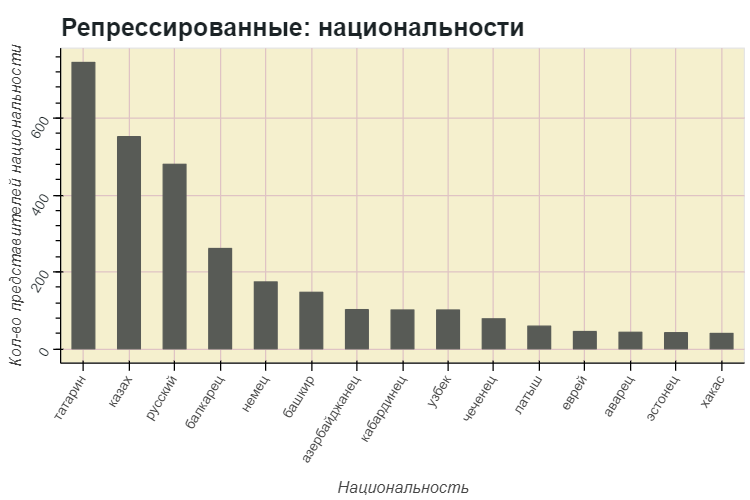 Репрессированные: национальности
Кол-во представителей национальности
600
400
200
0
татарин
казах
русский
балкарец
немец
башкир
азербайджанец
кабардинец
узбек
чеченец
латыш
еврей
аварец
эстонец
хакас
Национальность